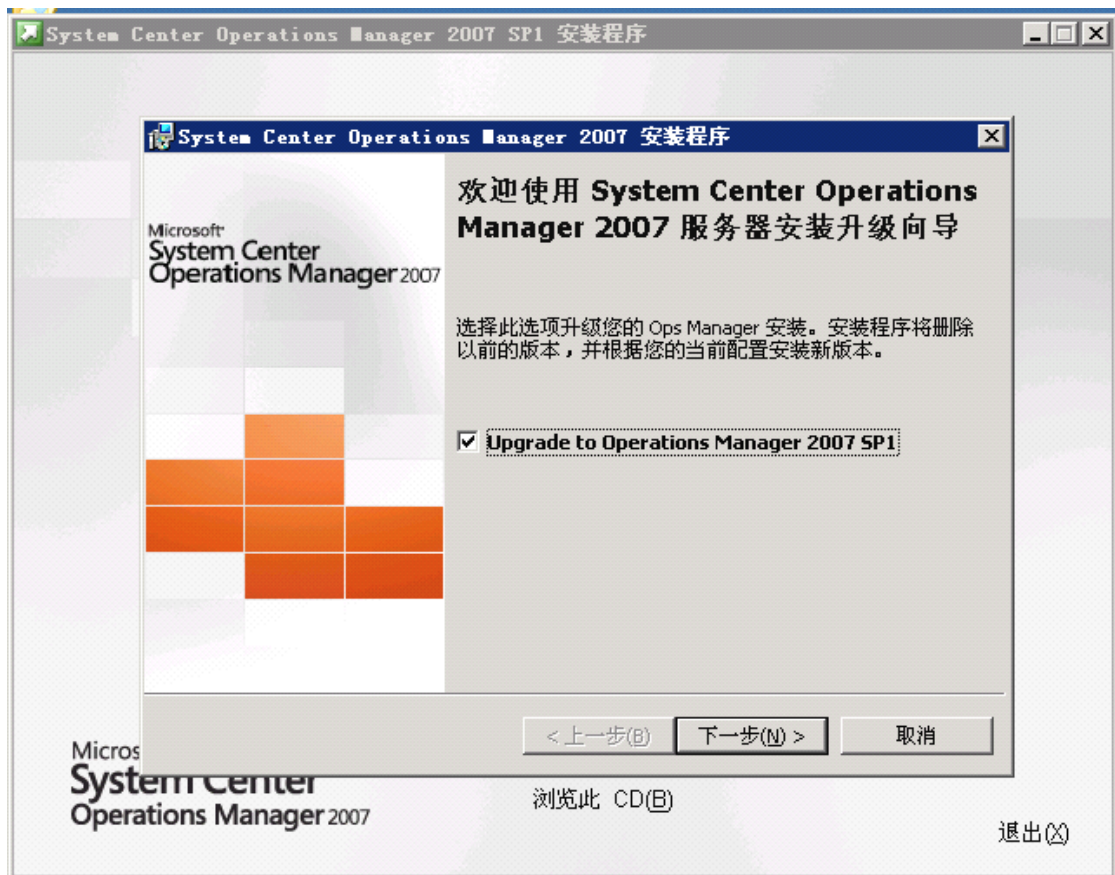 System Center Operations Manager 2007 SP1 安装程序
System Center Operations Manager 2007 安装程序
欢迎使用 System Center Operations
Manager 2007 服务器安装升级向导
Microsoft
System Center
Operations Manager 2007
选择此选项升级您的 Ops Manager 安装。安装程序将删除
以前的版本，并根据您的当前配置安装新版本。
Upgrade to Operations Manager 2007 SP1
< 上一步(B)
下一步(N) >
取消
Micros
System Center
Operations Manager 2007
浏览此 CD(B)
退出(X)